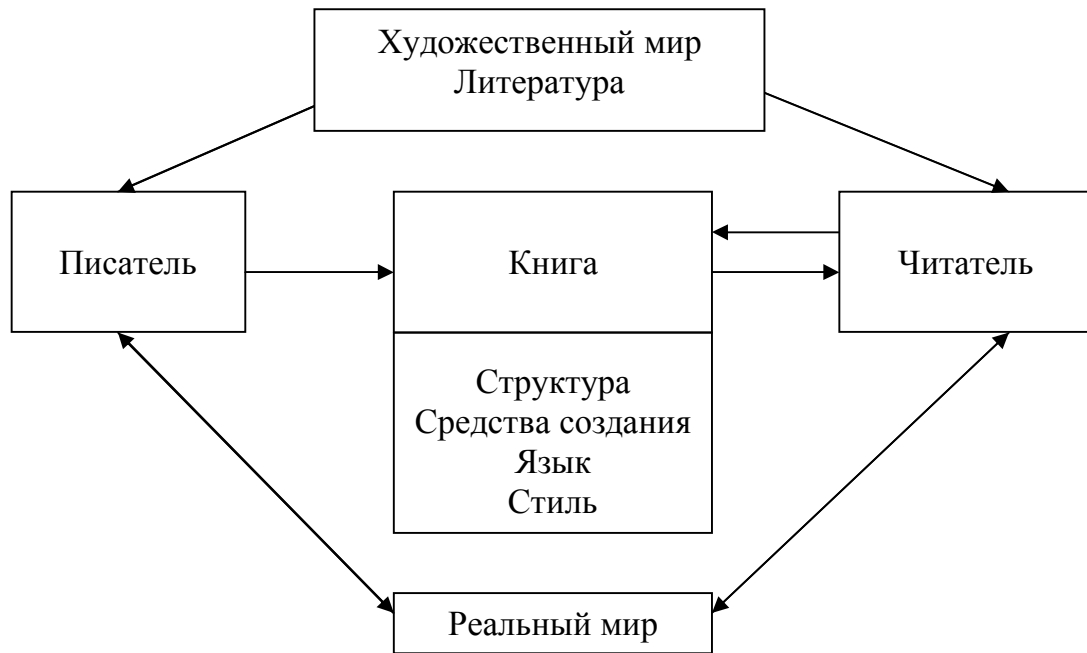 Художественный мир
Литература
Писатель
Книга
Читатель
Структура
Средства создания
Язык
Стиль
Реальный мир